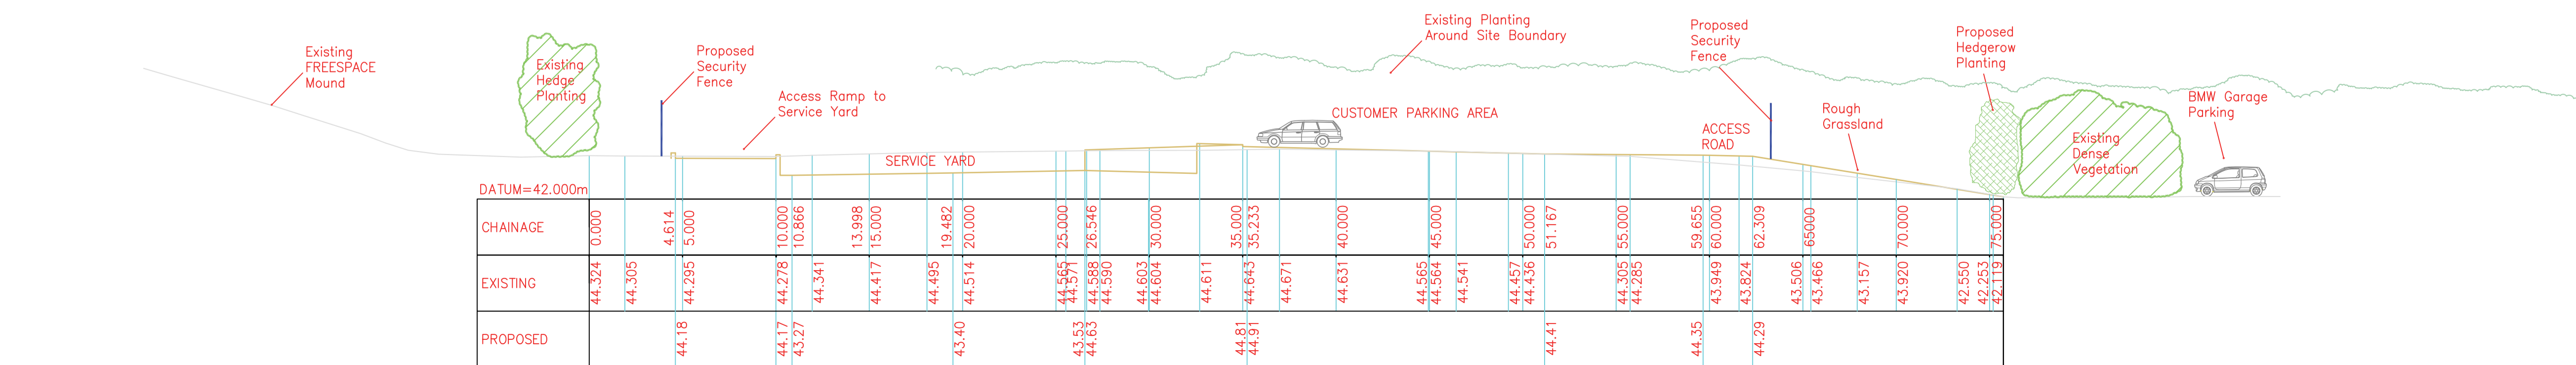 Existing
FREESPACE
Mound
Existing
Hedge
Planting
Proposed
Security
Fence
Access Ramp to
Service Yard
SERVICE YARD
Existing Planting
Around Site Boundary
CUSTOMER PARKING AREA
Proposed
Security
Fence
ACCESS
ROAD
Rough
Grassland
Proposed
Hedgerow
Planting
Existing
Dense
Vegetation
BMW Garage
Parking
DATUM=42.000m
CHAINAGE 0.000 4.614 5.000 10.000 10.866 13.998 15.000 19.482 20.000 25.000 26.546 30.000 35.000 35.233 40.000 45.000 50.000 51.167 55.000 59.655 60.000 62.309 65000 70.000 75.000
EXISTING 44.324 44.305 44.295 44.278 44.341 44.417 44.495 44.514 44.565 44.571 44.588 44.590 44.603 44.604 44.611 44.643 44.671 44.631 44.565 44.564 44.541 44.457 44.436 44.305 44.285 43.949 43.824 43.506 43.466 43.157 43.920 42.550 42.253 42.119
PROPOSED 44.18 44.17 43.27 43.40 43.53 44.63 44.81 44.91 44.41 44.35 44.29